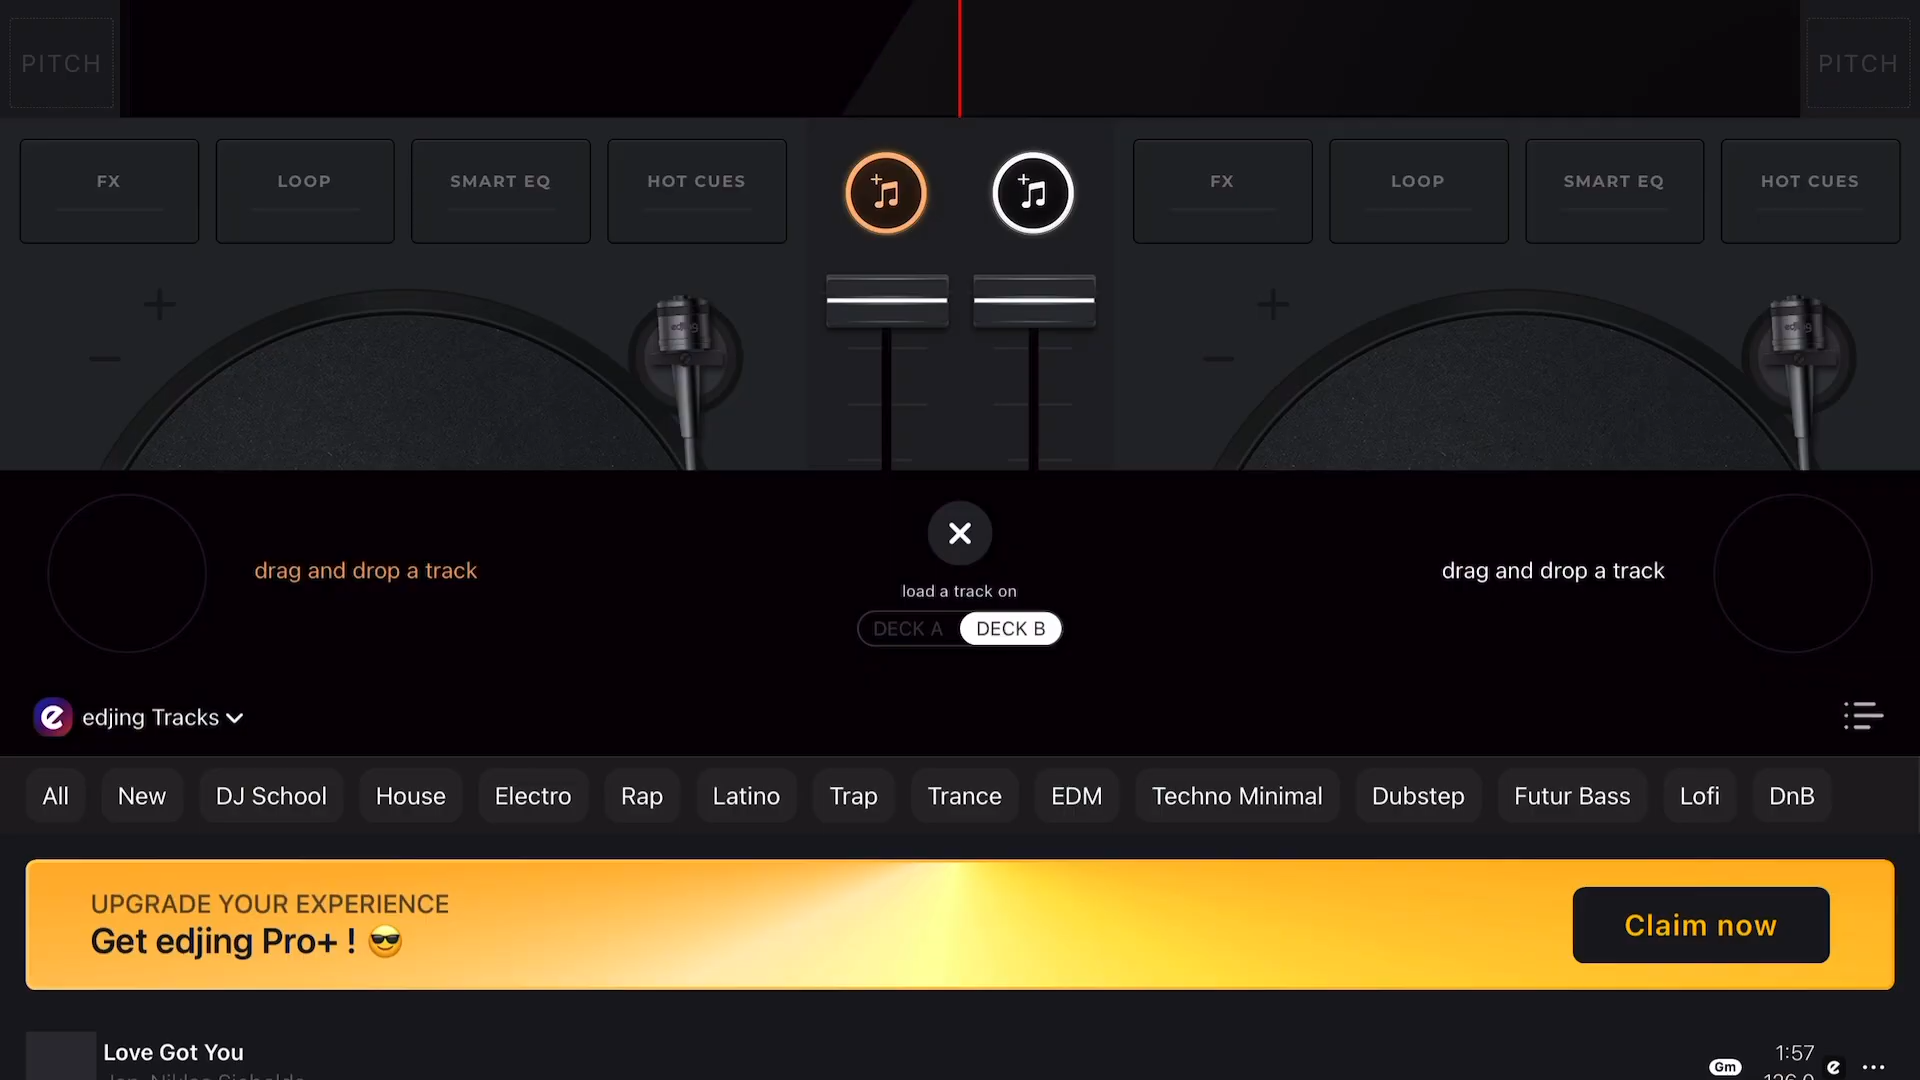 PITCH
PITCH
FX
LOOP
SMART EQ
HOT CUES
FX
LOOP
SMART EQ
HOT CUES
edjing
edjing
drag and drop a track
load a track on
DECK A
DECK B
drag and drop a track
edjing Tracks
All
New
DJ School
House
Electro
Rap
Latino
Trap
Trance
EDM
Techno Minimal
Dubstep
Futur Bass
Lofi
DnB
UPGRADE YOUR EXPERIENCE
Get edjing Pro+ ! 😎
Claim now
Love Got You
Gm
1:57